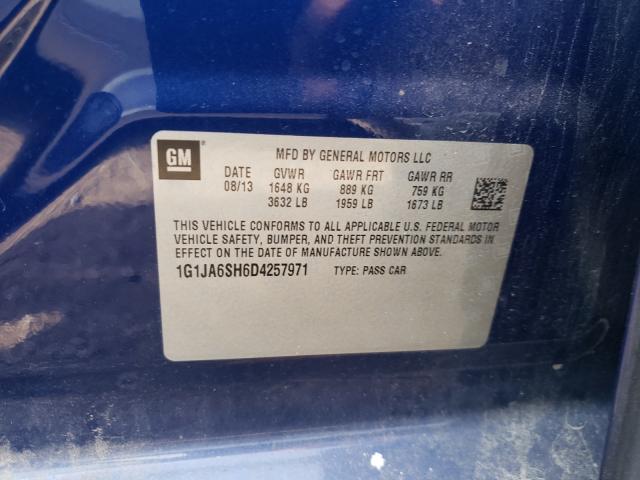 GM
MFD BY GENERAL MOTORS LLC
DATE GVWR GAWR FRT GAWR RR
08/13 1648 KG 889 KG 759 KG
3632 LB 1959 LB 1673 LB
THIS VEHICLE CONFORMS TO ALL APPLICABLE U.S. FEDERAL MOTOR
VEHICLE SAFETY, BUMPER, AND THEFT PREVENTION STANDARDS IN
EFFECT ON THE DATE OF MANUFACTURE SHOWN ABOVE.
1G1JA6SH6D4257971 TYPE: PASS CAR